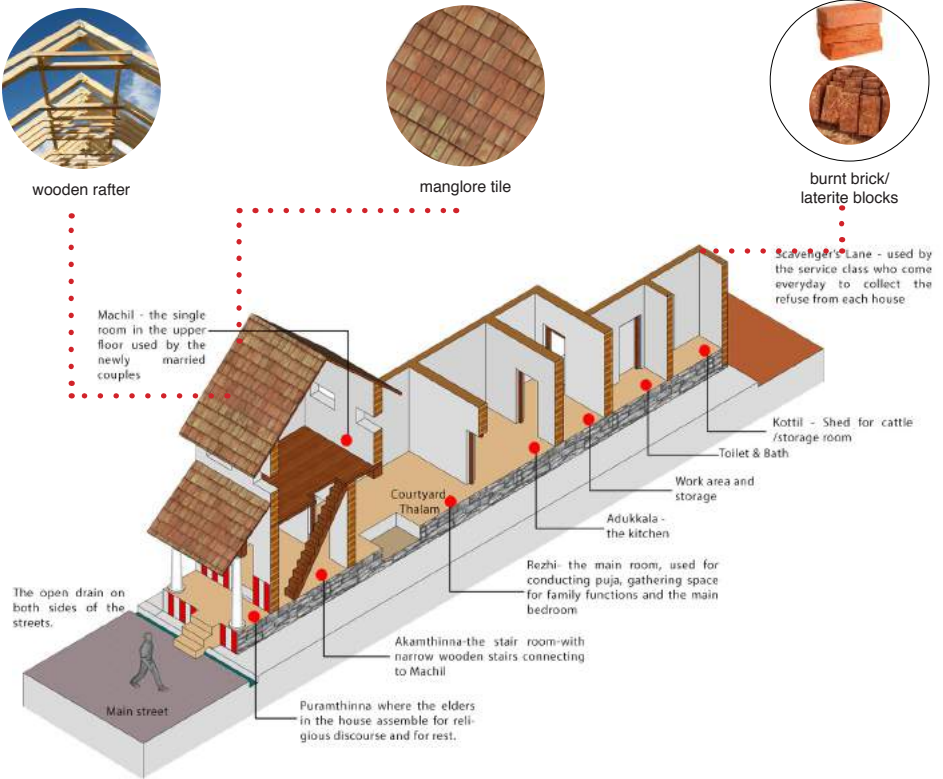 wooden rafter
manglore tile
burnt brick/
laterite blocks
Scavenger's Lane - used by
the service class who come
everyday to collect the
refuse from each house
Machil - the single
room in the upper
floor used by the
newly married
couples
Kottil - Shed for cattle
/storage room
Toilet & Bath
Work area and
storage
Courtyard
Thalam
Adukkala -
the kitchen
Rezhi- the main room, used for
conducting puja, gathering space
for family functions and the main
bedroom
The open drain on
both sides of the
streets.
Akamthinna-the stair room-with
narrow wooden stairs connecting
to Machil
Main street
Puramthinna where the elders
in the house assemble for reli-
gious discourse and for rest.